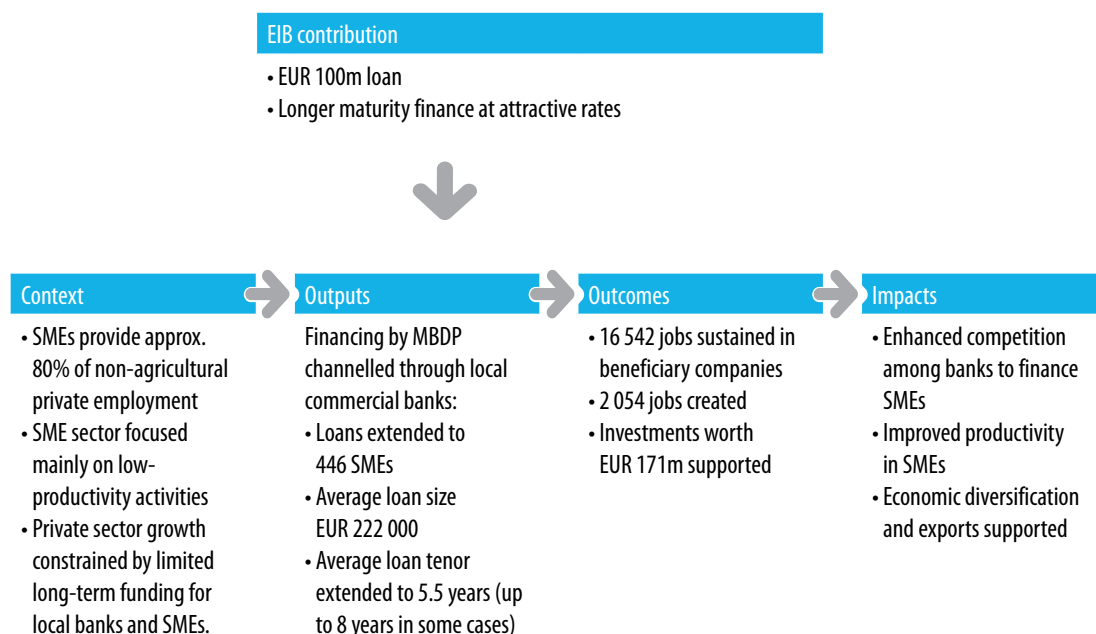 EIB contribution
• EUR 100m loan
• Longer maturity finance at attractive rates
Context
• SMEs provide approx.
80% of non-agricultural
private employment
• SME sector focused
mainly on low-
productivity activities
• Private sector growth
constrained by limited
long-term funding for
local banks and SMEs.
Outputs
Financing by MBDP
channelled through local
commercial banks:
• Loans extended to
446 SMEs
• Average loan size
EUR 222 000
• Average loan tenor
extended to 5.5 years (up
to 8 years in some cases)
Outcomes
• 16 542 jobs sustained in
beneficiary companies
• 2 054 jobs created
• Investments worth
EUR 171m supported
Impacts
• Enhanced competition
among banks to finance
SMEs
• Improved productivity
in SMEs
• Economic diversification
and exports supported